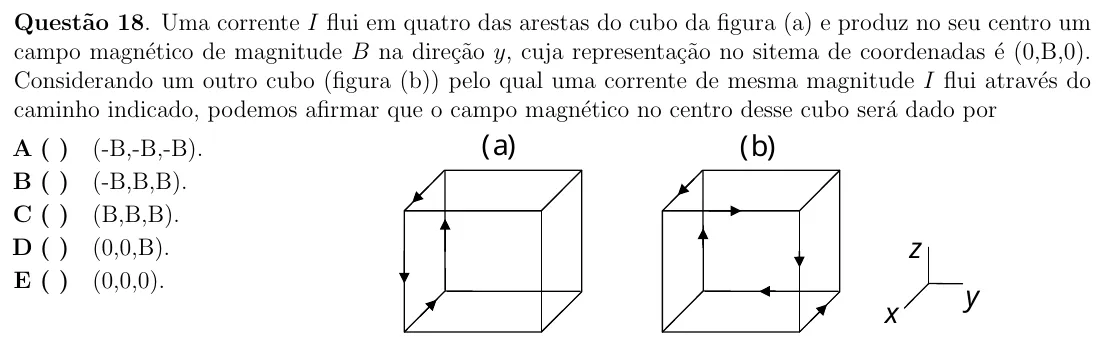 Questão 18. Uma corrente I flui em quatro das arestas do cubo da figura (a) e produz no seu centro um
campo magnético de magnitude B na direção y, cuja representação no sitema de coordenadas é (0,B,0).
Considerando um outro cubo (figura (b)) pelo qual uma corrente de mesma magnitude I flui através do
caminho indicado, podemos afirmar que o campo magnético no centro desse cubo será dado por
A ( ) (-B,-B,-B).
B ( ) (-B,B,B).
C ( ) (B,B,B).
D ( ) (0,0,B).
E ( ) (0,0,0).
(a)
(b)
z
y
x